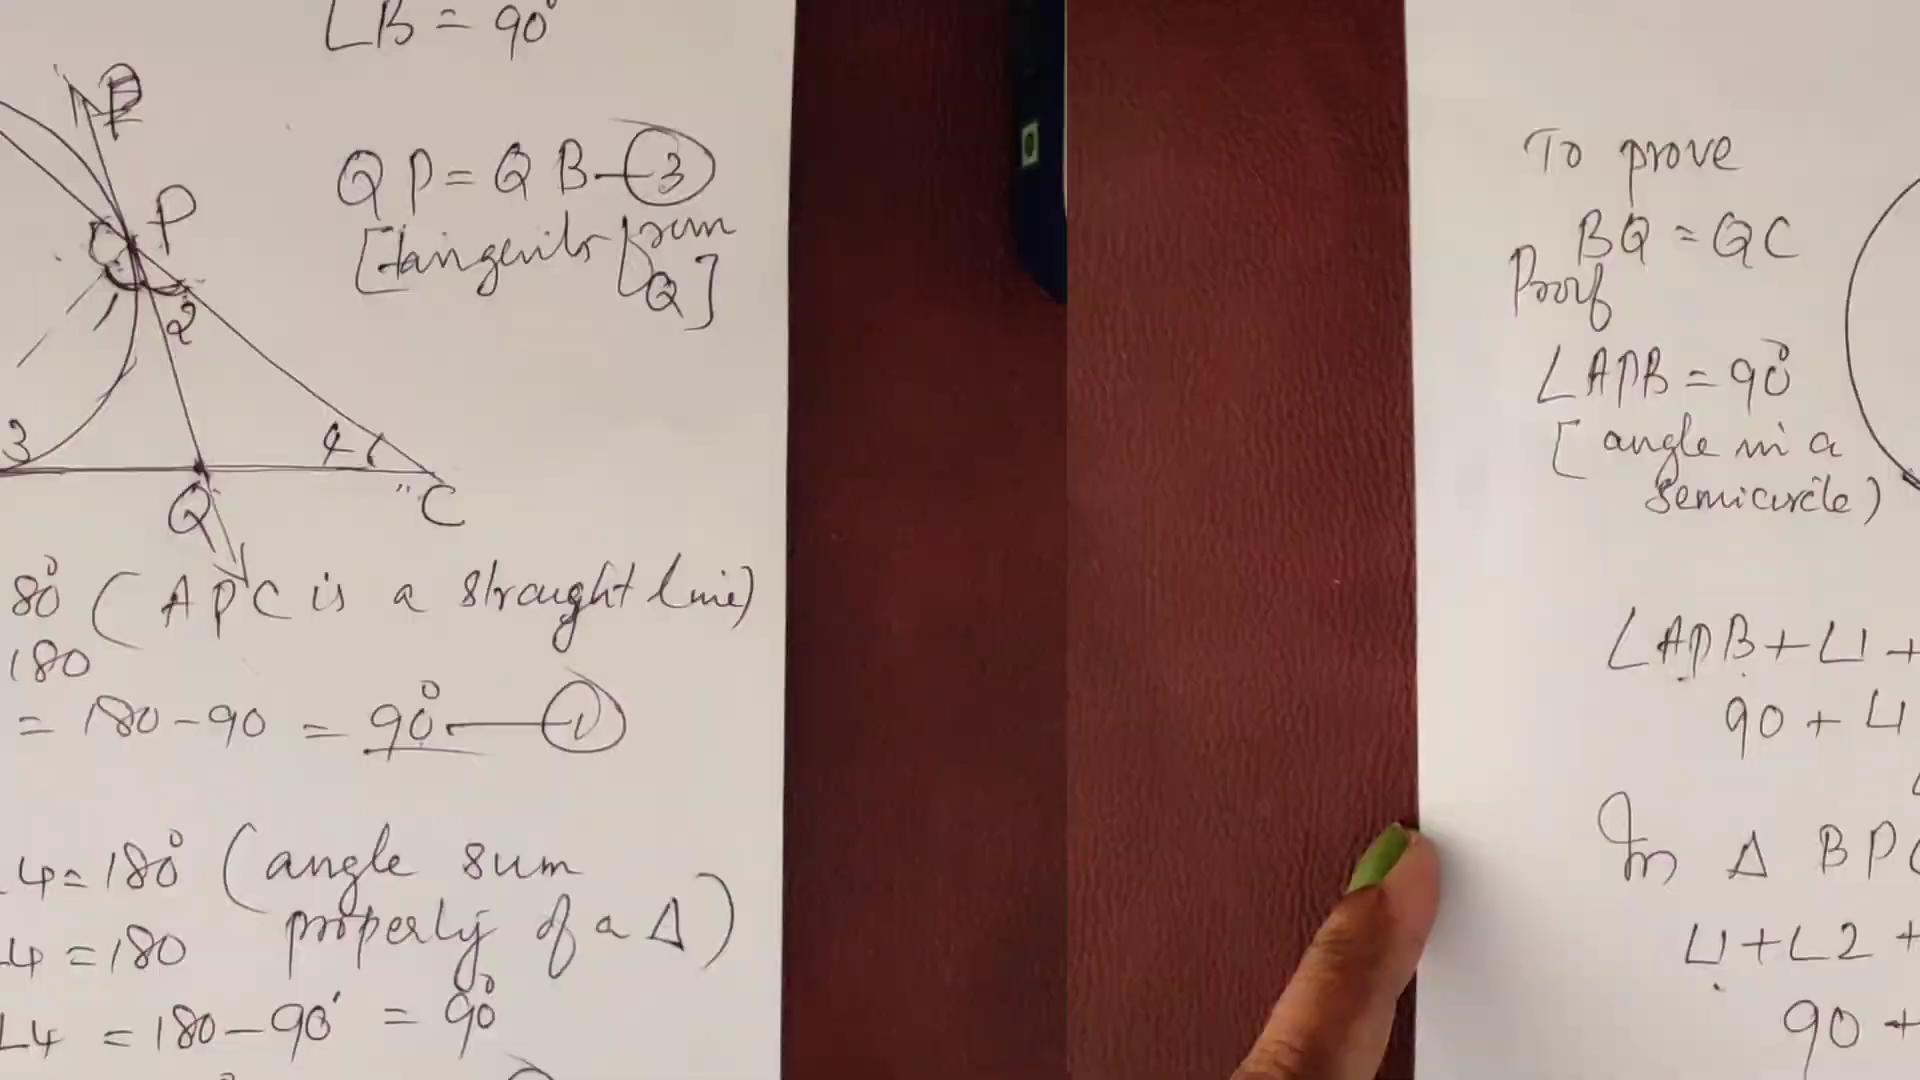 ∠B = 90°
P
QP = QB — ③
[tangents from
Q]
P
2
3
4
Q
C
80° (APC is a straught line)
180
= 180 - 90 = 90° — ①
4 = 180° (angle sum
property of a Δ)
∠4 = 180
∠4 = 180 - 90° = 90°
To prove
BQ = QC
Proof
∠APB = 90°
[angle in a
semicircle)
∠APB + ∠1 +
90 + ∠1
In Δ BP
∠1 + ∠2 +
90 +